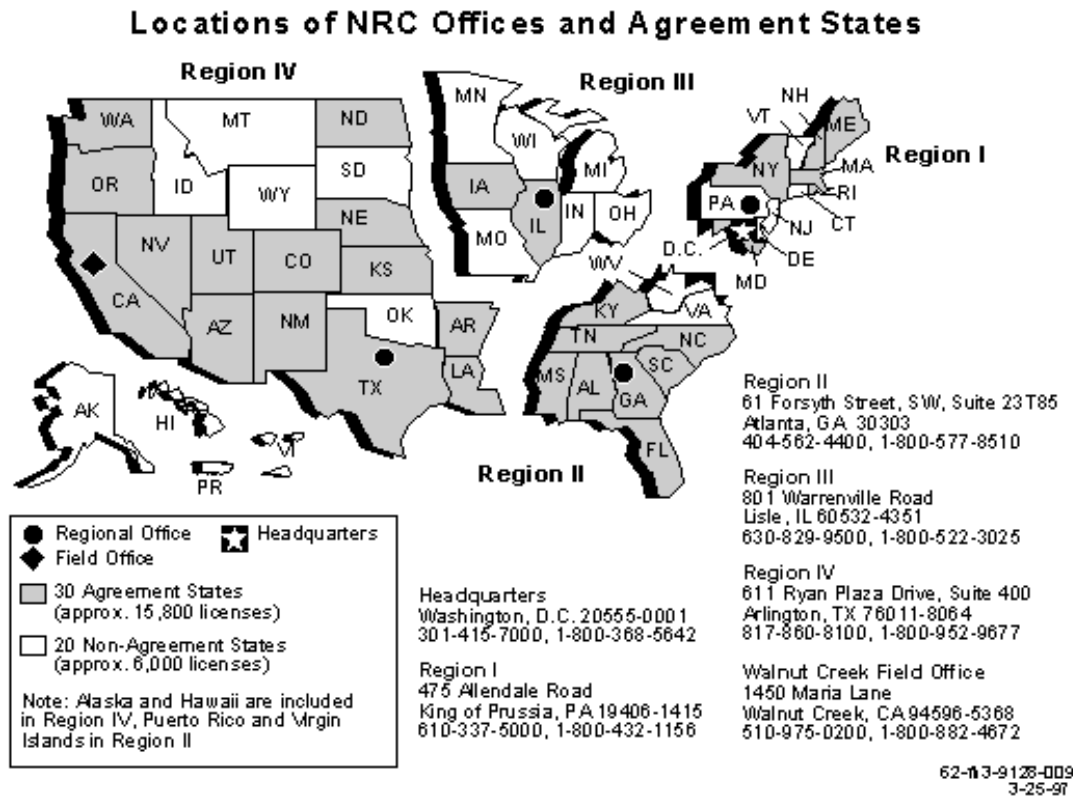 Locations of NRC Offices and Agreement States
Region IV
Region III
Region I
Region II
WA
MT
ND
OR
ID
SD
WY
NE
NV
UT
CO
KS
CA
AZ
NM
OK
AR
TX
LA
AK
HI
PR
VI
MN
WI
MI
IA
IL
IN
OH
MO
NH
VT
ME
NY
MA
RI
PA
CT
NJ
D.C.
DE
MD
WV
KY
VA
TN
NC
MS
AL
GA
SC
FL
Regional Office
Headquarters
Field Office
30 Agreement States
(approx. 15,800 licenses)
20 Non-Agreement States
(approx. 6,000 licenses)
Note: Alaska and Hawaii are included
in Region IV, Puerto Rico and Virgin
Islands in Region II
Headquarters
Washington, D.C. 20555-0001
301-415-7000, 1-800-368-5642
Region I
475 Allendale Road
King of Prussia, PA 19406-1415
610-337-5000, 1-800-432-1156
Region II
61 Forsyth Street, SW, Suite 23T85
Atlanta, GA 30303
404-562-4400, 1-800-577-8510
Region III
801 Warrenville Road
Lisle, IL 60532-4351
630-829-9500, 1-800-522-3025
Region IV
611 Ryan Plaza Drive, Suite 400
Arlington, TX 76011-8064
817-860-8100, 1-800-952-9677
Walnut Creek Field Office
1450 Maria Lane
Walnut Creek, CA 94596-5368
510-975-0200, 1-800-882-4672
3-25-97